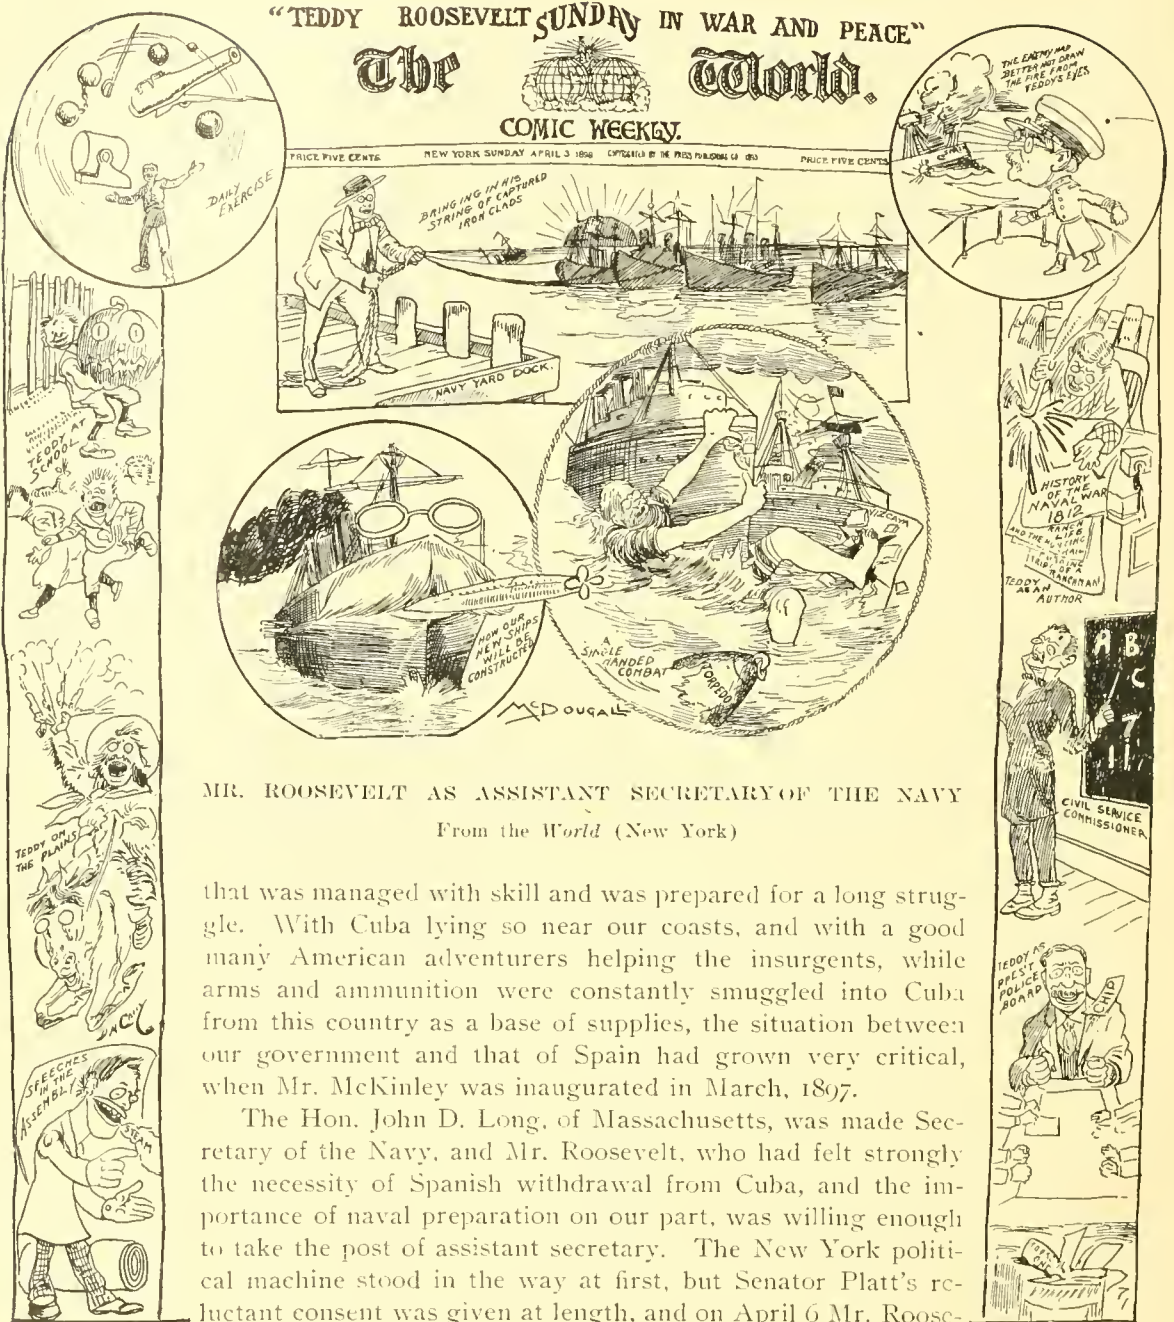 "TEDDY ROOSEVELT SUNDAY IN WAR AND PEACE"
The World.
COMIC WEEKLY.
PRICE FIVE CENTS
NEW YORK SUNDAY APRIL 3 1898
PRICE FIVE CENTS
DAILY
EXERCISE
BRINGING IN HIS
STRING OF CAPTURED
IRON CLADS
NAVY YARD DOCK.
THE ENEMY HAD
BETTER NOT DRAW
THE FIRE FROM
TEDDY'S EYES
TEDDY AT
SCHOOL
HISTORY
OF THE
NAVAL WAR
1812
RANCH
LIFE
AND THE HUNTING
TRAIL
OF A
RANCHMAN
TEDDY
AS AN
AUTHOR
VIZCAYA
HOW OUR
NEW SHIPS
WILL BE
CONSTRUCTED
A
SINGLE
HANDED
COMBAT
TORPEDO
McDOUGALL
TEDDY ON
THE PLAINS
A B
C
7
CIVIL SERVICE
COMMISSIONER
SPEECHES
IN THE
ASSEMBLY
STEAM
TEDDY AS
PRES'T
POLICE
BOARD
CHIP
MR. ROOSEVELT AS ASSISTANT SECRETARY OF THE NAVY
From the World (New York)
that was managed with skill and was prepared for a long strug-
gle. With Cuba lying so near our coasts, and with a good
many American adventurers helping the insurgents, while
arms and ammunition were constantly smuggled into Cuba
from this country as a base of supplies, the situation between
our government and that of Spain had grown very critical,
when Mr. McKinley was inaugurated in March, 1897.
The Hon. John D. Long, of Massachusetts, was made Sec-
retary of the Navy, and Mr. Roosevelt, who had felt strongly
the necessity of Spanish withdrawal from Cuba, and the im-
portance of naval preparation on our part, was willing enough
to take the post of assistant secretary. The New York politi-
cal machine stood in the way at first, but Senator Platt's re-
luctant consent was given at length, and on April 6 Mr. Roose-